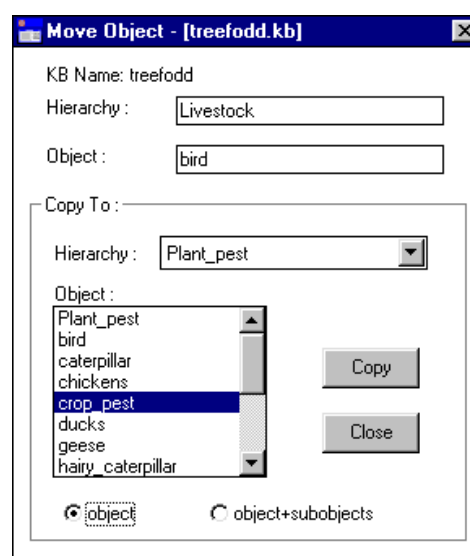 Move Object - [treefodd.kb]
KB Name: treefodd
Hierarchy : Livestock
Object : bird
Copy To :
Hierarchy : Plant_pest
Object :
Plant_pest
bird
caterpillar
chickens
crop_pest
ducks
geese
hairy_caterpillar
Copy
Close
object object+subobjects